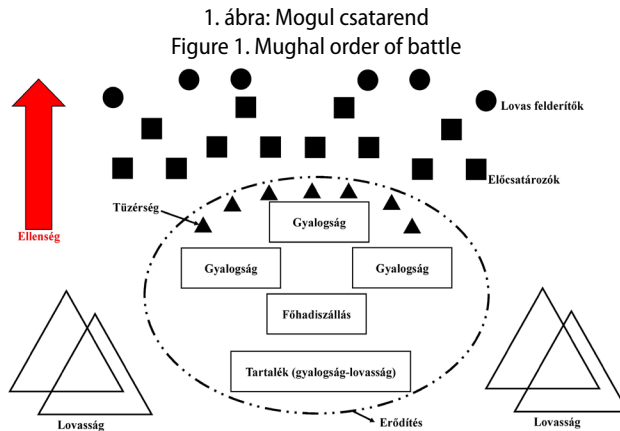 1. ábra: Mogul csatarend
Figure 1. Mughal order of battle
Lovas felderítők
Előcsatározók
Tüzérség
Gyalogság
Ellenség
Gyalogság
Gyalogság
Főhadiszállás
Tartalék (gyalogság-lovasság)
Lovasság
Erődítés
Lovasság